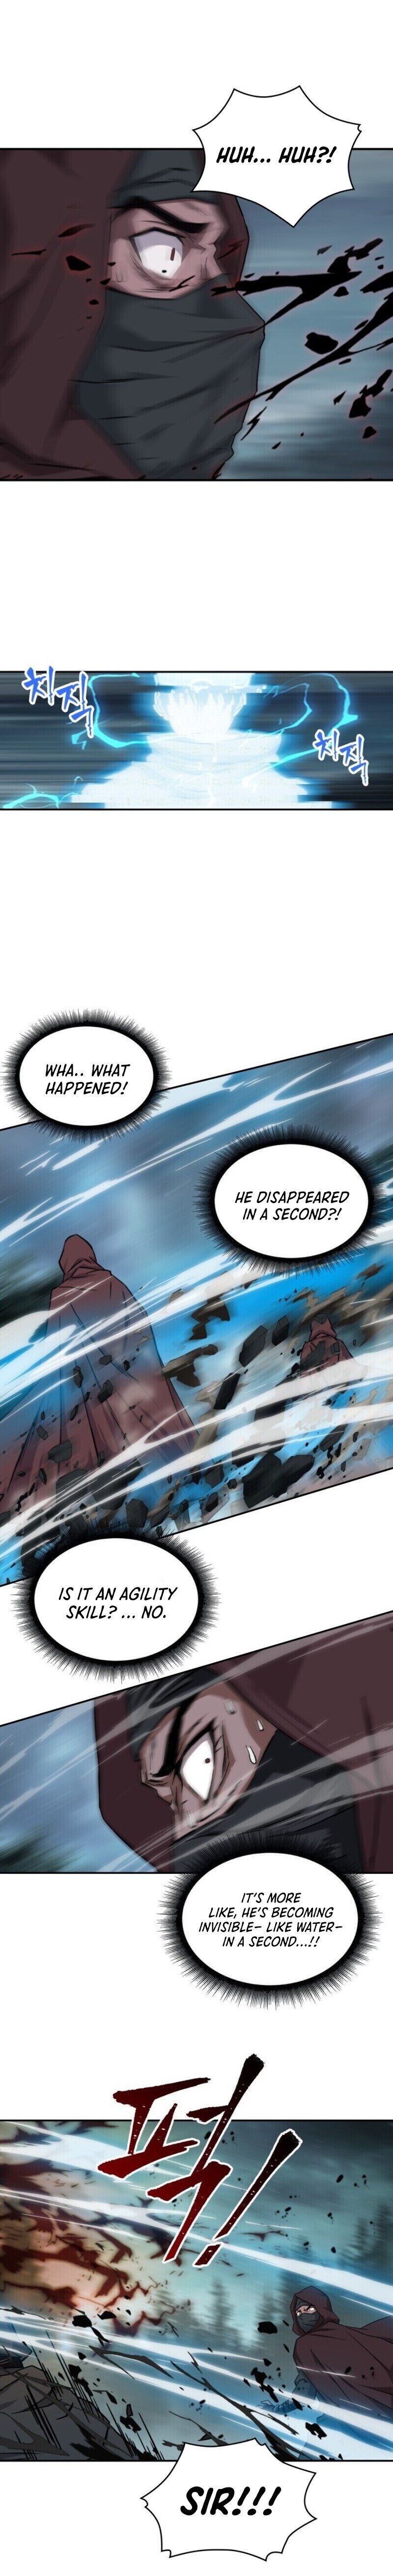 HUH... HUH?!
치직
치직
WHA.. WHAT
HAPPENED!
HE DISAPPEARED
IN A SECOND?!
IS IT AN AGILITY
SKILL? ... NO.
IT'S MORE
LIKE, HE'S BECOMING
INVISIBLE- LIKE WATER-
IN A SECOND...!!
퍽!
SIR!!!